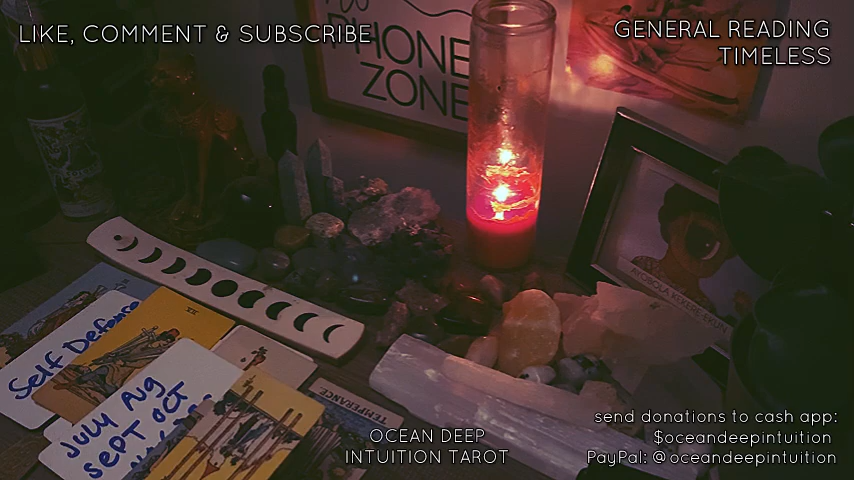 LIKE, COMMENT & SUBSCRIBE
GENERAL READING
TIMELESS
PHONE
ZONE
Self Defense
JULY Aug
SEPT OCT
XX
TEMPERANCE
OCEAN DEEP
INTUITION TAROT
send donations to cash app:
$oceandeepintuition
PayPal: @oceandeepintuition